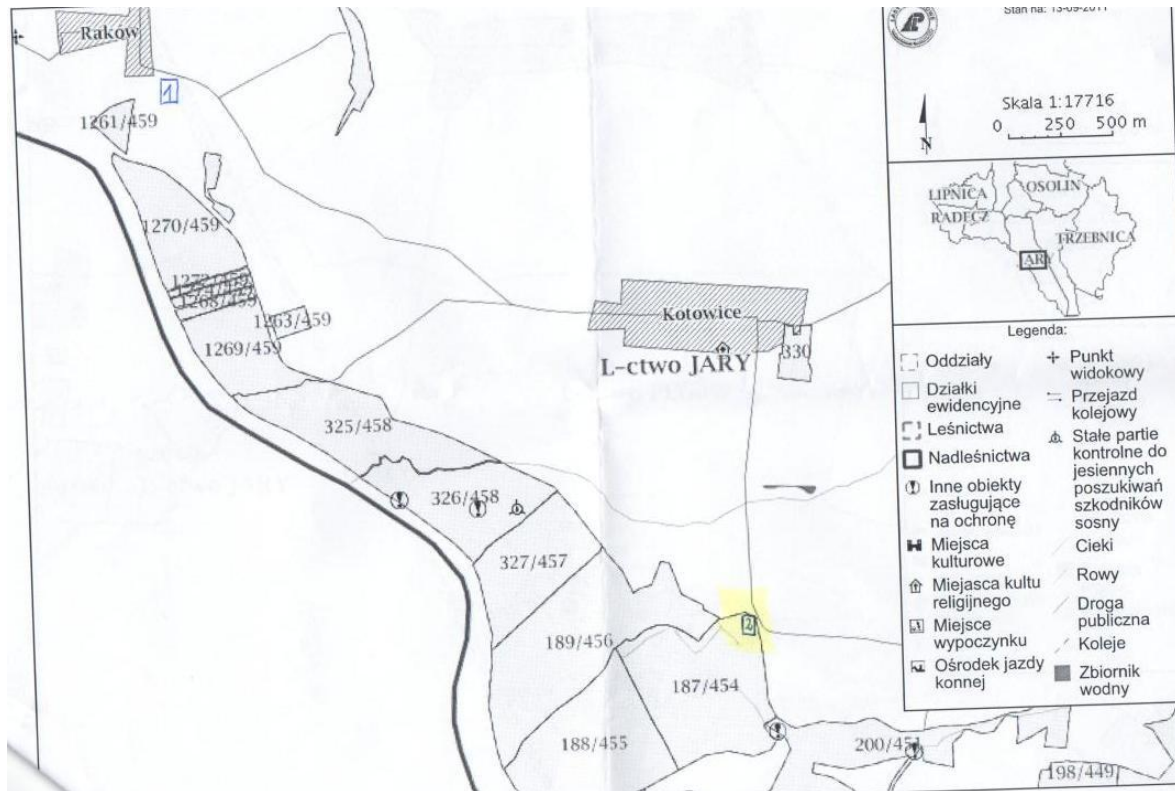 Raków
1
1261/459
1270/459
1268/459
1263/459
1269/459
Kotowice
330
L-ctwo JARY
325/458
326/458
327/457
189/456
2
187/454
188/455
200/451
198/449
Stan na: 13-09-2011
Skala 1:17716
0 250 500 m
N
LIPNICA
OSOLIN
RADECZ
TRZEBNICA
JARY
Legenda:
Oddziały
Działki
ewidencyjne
Leśnictwa
Nadleśnictwa
Inne obiekty
zasługujące
na ochronę
Miejsca
kulturowe
Miejasca kultu
religijnego
Miejsce
wypoczynku
Ośrodek jazdy
konnej
Punkt
widokowy
Przejazd
kolejowy
Stałe partie
kontrolne do
jesiennych
poszukiwań
szkodników
sosny
Cieki
Rowy
Droga
publiczna
Koleje
Zbiornik
wodny